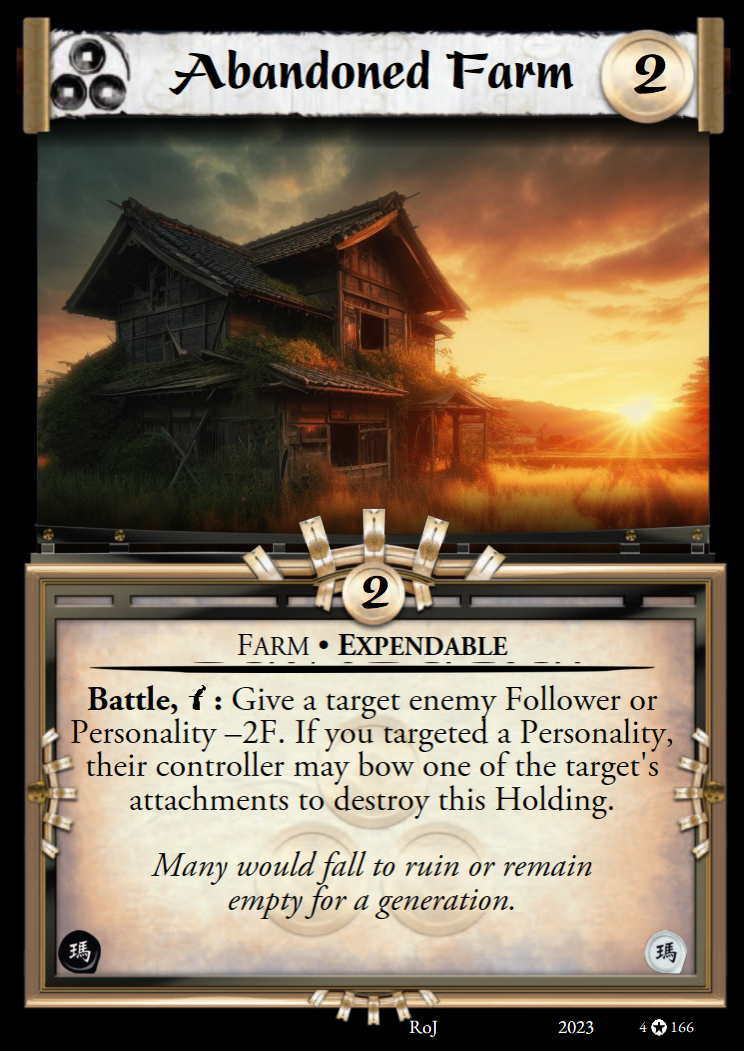 Abandoned Farm
2
2
FARM • EXPENDABLE
Battle, : Give a target enemy Follower or
Personality –2F. If you targeted a Personality,
their controller may bow one of the target's
attachments to destroy this Holding.
Many would fall to ruin or remain
empty for a generation.
瑪
瑪
RoJ 2023 4 ✪ 166